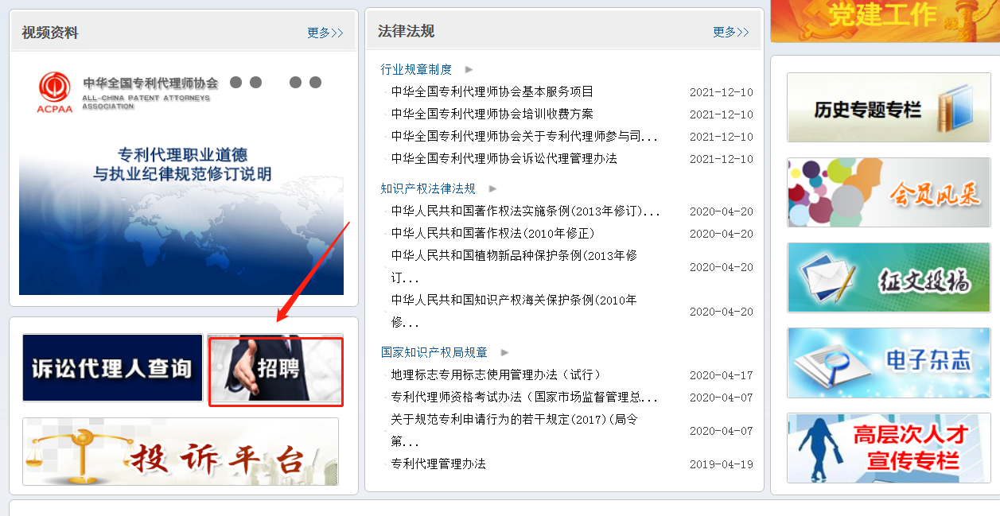 视频资料
更多>>
中华全国专利代理师协会
ALL-CHINA PATENT ATTORNEYS
ASSOCIATION
ACPAA
专利代理职业道德
与执业纪律规范修订说明
诉讼代理人查询
招聘
投诉平台
法律法规
更多>>
行业规章制度
中华全国专利代理师协会基本服务项目 2021-12-10
中华全国专利代理师协会培训收费方案 2021-12-10
中华全国专利代理师协会关于专利代理师参与司... 2021-12-10
中华全国专利代理师协会诉讼代理管理办法 2021-12-10
知识产权法律法规
中华人民共和国著作权法实施条例(2013年修订)... 2020-04-20
中华人民共和国著作权法(2010年修正) 2020-04-20
中华人民共和国植物新品种保护条例(2013年修
订... 2020-04-20
中华人民共和国知识产权海关保护条例(2010年
修... 2020-04-20
国家知识产权局规章
地理标志专用标志使用管理办法（试行） 2020-04-17
专利代理师资格考试办法（国家市场监督管理总... 2020-04-07
关于规范专利申请行为的若干规定(2017)(局令
第... 2020-04-07
专利代理管理办法 2019-04-19
党建工作
历史专题专栏
会员风采
征文投稿
电子杂志
高层次人才
宣传专栏